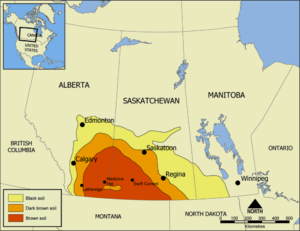 CANADA
UNITED
STATES
ALBERTA
SASKATCHEWAN
MANITOBA
BRITISH
COLUMBIA
ONTARIO
Edmonton
Saskatoon
Calgary
Regina
Winnipeg
Medicine
Hat
Swift Current
Lethbridge
MONTANA
NORTH DAKOTA
Black soil
Dark brown soil
Brown soil
NORTH
kilometres